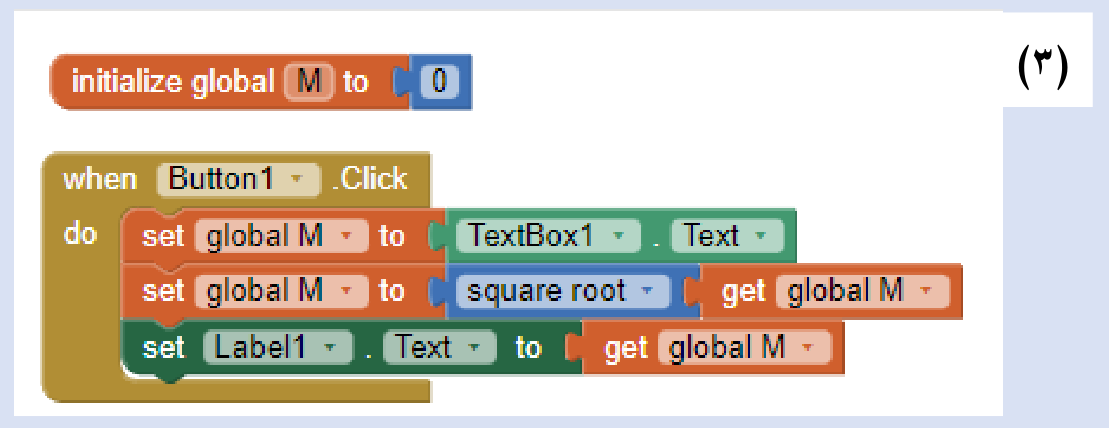 (٣)
initialize global M to 0
when Button1 .Click
do set global M to TextBox1 . Text
set global M to square root get global M
set Label1 . Text to get global M